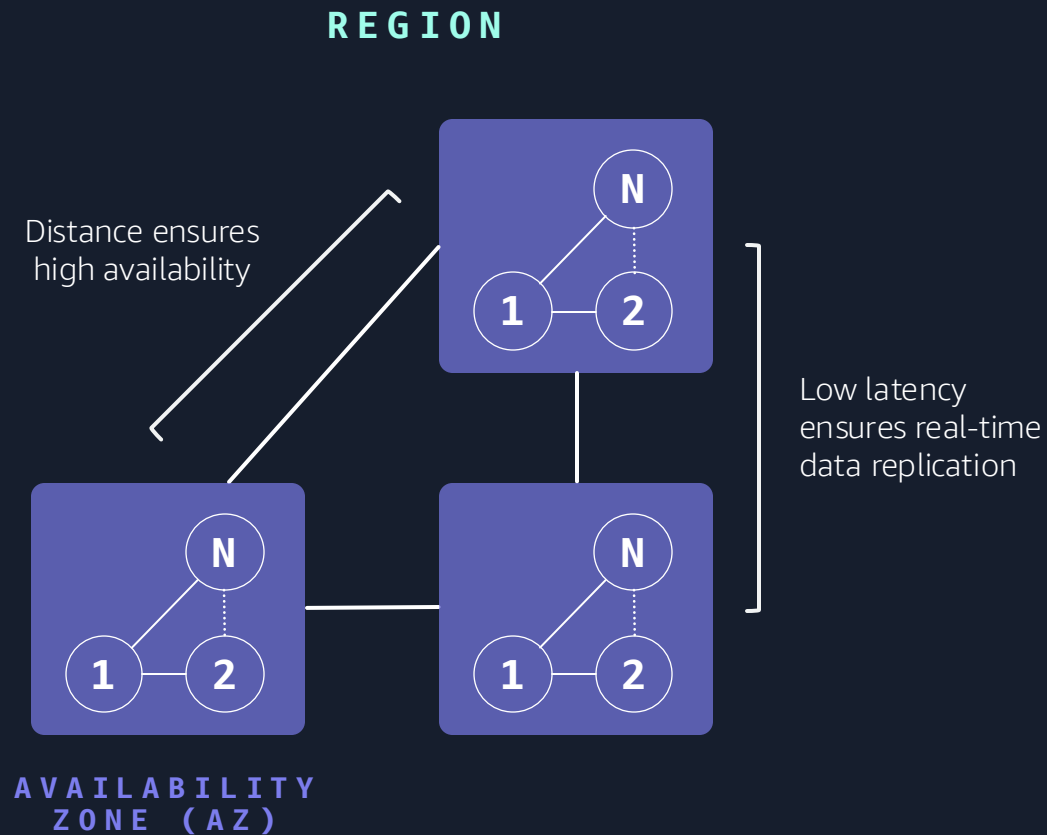 REGION
N
1
2
Distance ensures
high availability
Low latency
ensures real-time
data replication
N
1
2
N
1
2
AVAILABILITY
ZONE (AZ)